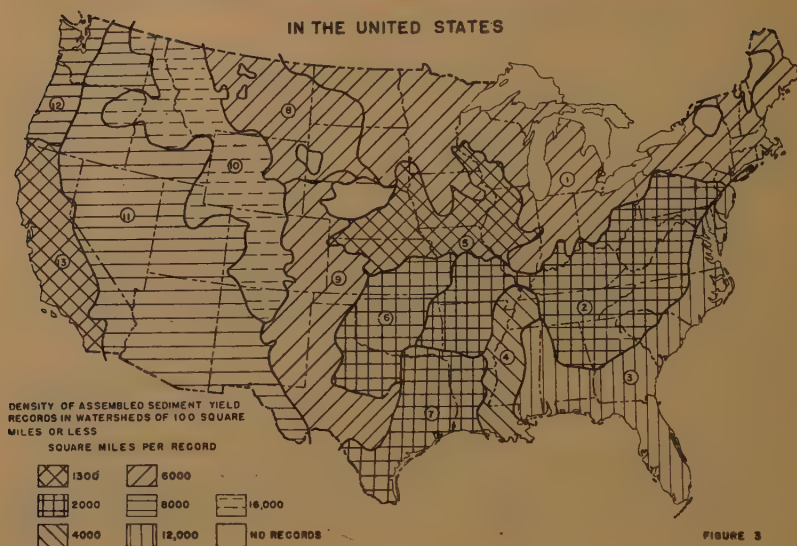 IN THE UNITED STATES
12
8
1
10
11
5
13
9
6
2
4
3
7
DENSITY OF ASSEMBLED SEDIMENT YIELD
RECORDS IN WATERSHEDS OF 100 SQUARE
MILES OR LESS
SQUARE MILES PER RECORD
1300 6000
2000 8000 16,000
4000 12,000 NO RECORDS
FIGURE 3